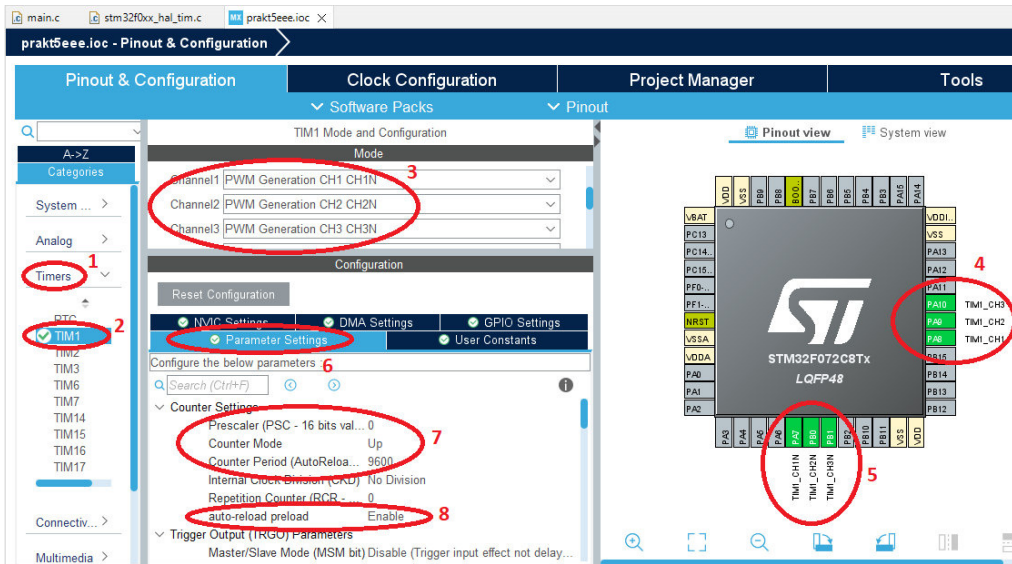 main.c stm32f0xx_hal_tim.c MX prakt5eee.ioc
prakt5eee.ioc - Pinout & Configuration
Pinout & Configuration Clock Configuration Project Manager Tools
Software Packs Pinout
TIM1 Mode and Configuration
Pinout view System view
A->Z
Categories
System ...
Analog
1
Timers
RTC
2
TIM1
TIM2
TIM3
TIM6
TIM7
TIM14
TIM15
TIM16
TIM17
Connectiv...
Multimedia
Mode
3
Channel1 PWM Generation CH1 CH1N
Channel2 PWM Generation CH2 CH2N
Channel3 PWM Generation CH3 CH3N
Configuration
Reset Configuration
NVIC Settings DMA Settings GPIO Settings
Parameter Settings User Constants
6
Configure the below parameters :
Search (Ctrl+F)
Counter Settings
Prescaler (PSC - 16 bits val... 0
7
Counter Mode Up
Counter Period (AutoReloa... 9600
Internal Clock Division (CKD) No Division
Repetition Counter (RCR - ... 0
auto-reload preload Enable
8
Trigger Output (TRGO) Parameters
Master/Slave Mode (MSM bit) Disable (Trigger input effect not delay...
VDD VSS PB9 PB8 BOO.. PB7 PB6 PB5 PB4 PB3 PA15 PA14
VBAT
PC13
PC14..
PC15..
PF0-..
PF1-..
NRST
VSSA
VDDA
PA0
PA1
PA2
ST
STM32F072C8Tx
LQFP48
VDDI..
VSS
PA13
PA12
PA11
4
PA10 TIM1_CH3
PA9 TIM1_CH2
PA8 TIM1_CH1
PB15
PB14
PB13
PB12
PA3 PA4 PA5 PA6 PA7 PB0 PB1 PB2 PB10 PB11 VSS VDD
TIM1_CH1N
TIM1_CH2N
TIM1_CH3N
5